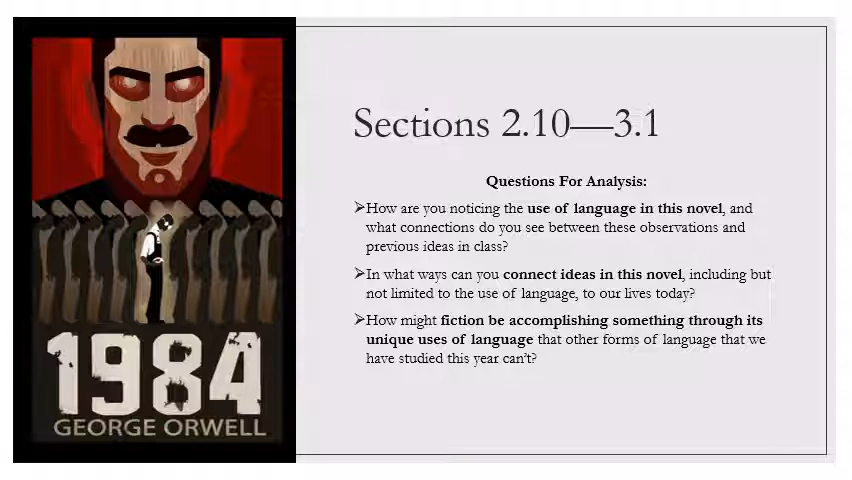 1984
GEORGE ORWELL
Sections 2.10—3.1
Questions For Analysis:
➢How are you noticing the use of language in this novel, and
what connections do you see between these observations and
previous ideas in class?
➢In what ways can you connect ideas in this novel, including but
not limited to the use of language, to our lives today?
➢How might fiction be accomplishing something through its
unique uses of language that other forms of language that we
have studied this year can't?